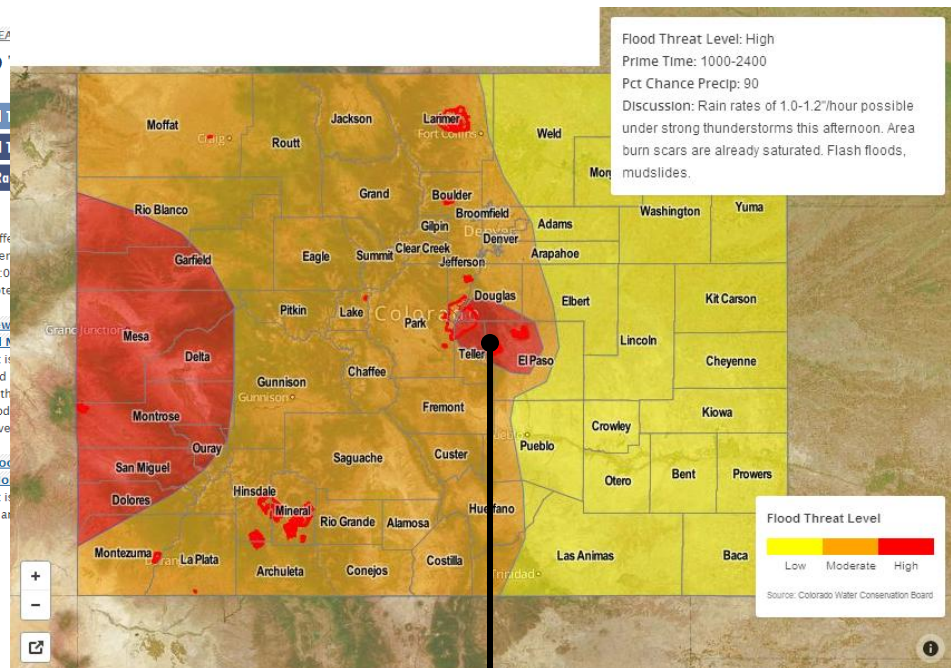 Flood Threat Level: High
Prime Time: 1000-2400
Pct Chance Precip: 90
Discussion: Rain rates of 1.0-1.2"/hour possible
under strong thunderstorms this afternoon. Area
burn scars are already saturated. Flash floods,
mudslides.
Moffat
Craig
Routt
Jackson
Larimer
Fort Collins
Weld
Rio Blanco
Grand
Boulder
Broomfield
Gilpin
Denver
Denver
Adams
Washington
Yuma
Garfield
Eagle
Summit
Clear Creek
Jefferson
Arapahoe
Pitkin
Lake
Colorado
Park
Douglas
Elbert
Kit Carson
Grand Junction
Mesa
Delta
Teller
El Paso
Lincoln
Cheyenne
Gunnison
Gunnison
Chaffee
Montrose
Fremont
Crowley
Kiowa
Ouray
Saguache
Custer
Pueblo
San Miguel
Dolores
Hinsdale
Mineral
Rio Grande
Alamosa
Huerfano
Otero
Bent
Prowers
Montezuma
La Plata
Archuleta
Conejos
Costilla
Trinidad
Las Animas
Baca
Flood Threat Level
Low Moderate High
Source: Colorado Water Conservation Board
+
−
i